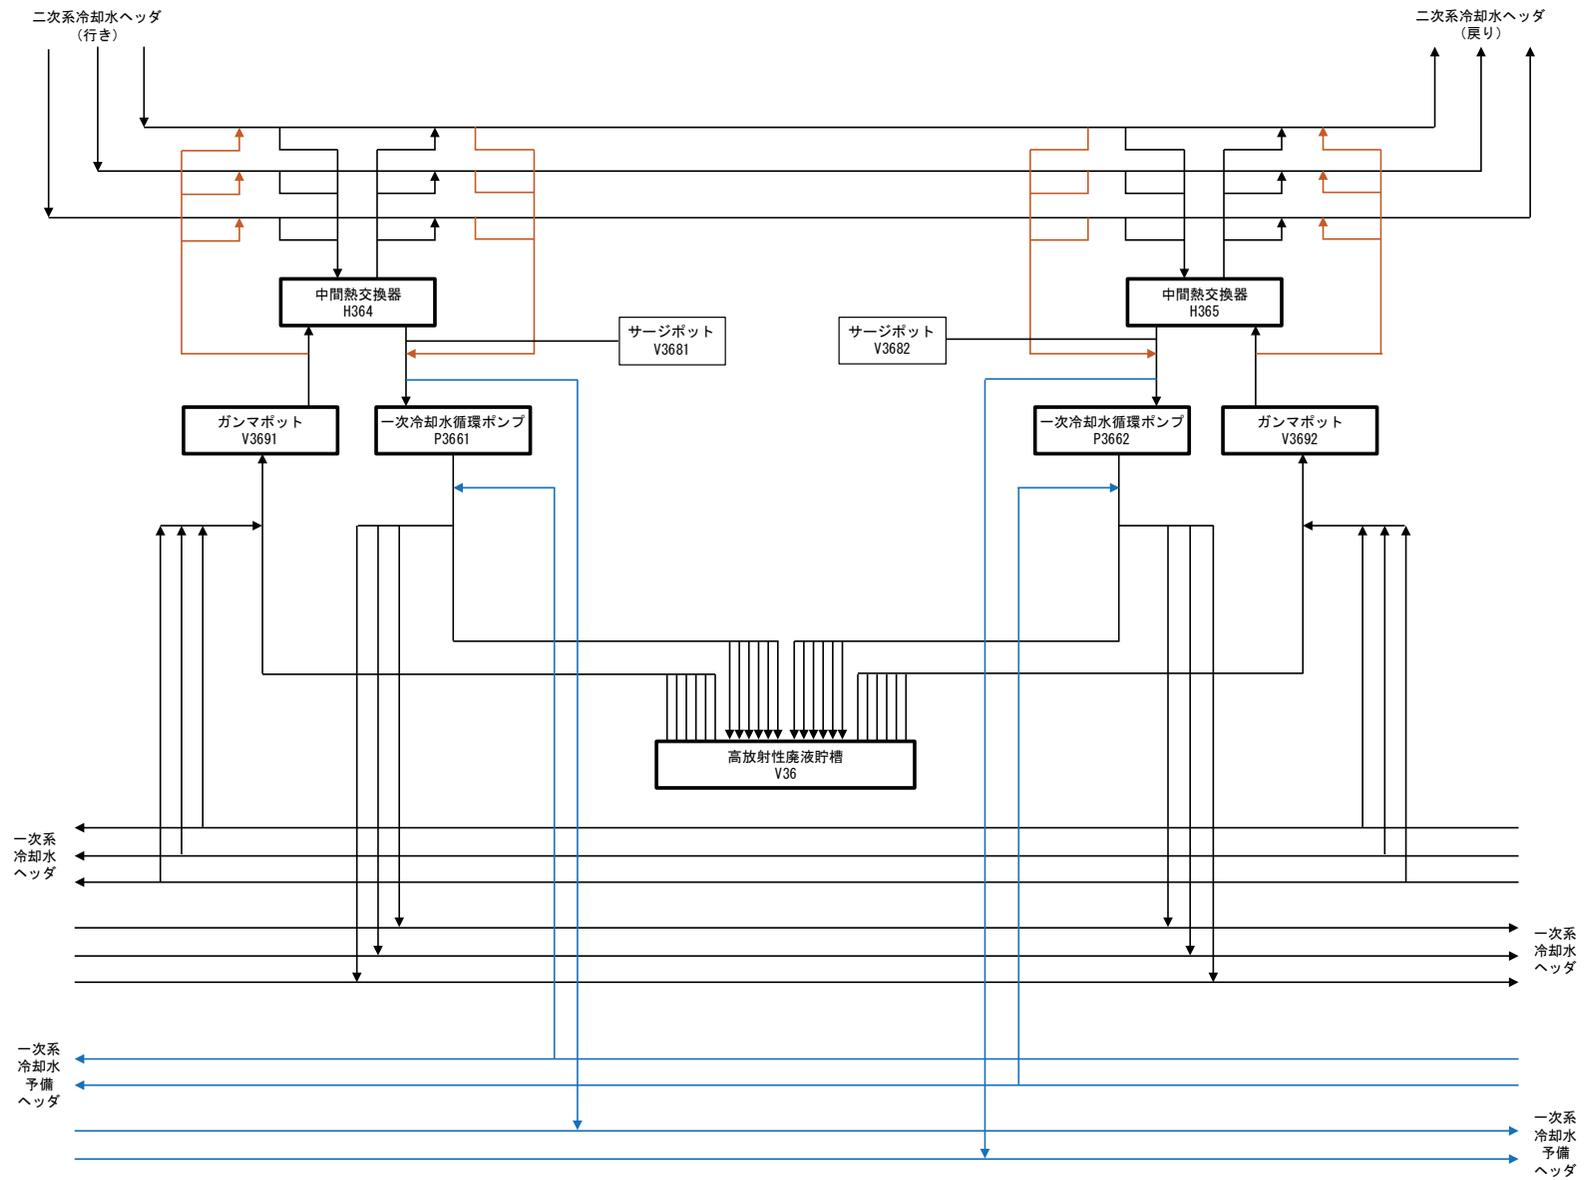 二次系冷却水ヘッダ
（行き）
二次系冷却水ヘッダ
（戻り）
中間熱交換器
H364
中間熱交換器
H365
サージポット
V3681
サージポット
V3682
ガンマポット
V3691
一次冷却水循環ポンプ
P3661
一次冷却水循環ポンプ
P3662
ガンマポット
V3692
高放射性廃液貯槽
V36
一次系
冷却水
ヘッダ
一次系
冷却水
ヘッダ
一次系
冷却水
予備
ヘッダ
一次系
冷却水
予備
ヘッダ